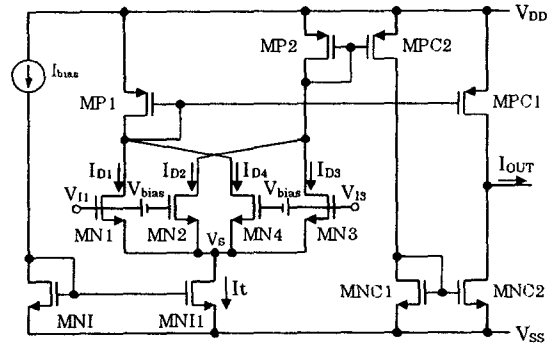 V_DD
MP2
MPC2
I_bias
MP1
MPC1
I_D1
I_D2
I_D4
I_D3
I_OUT
V_I1
V_bias
V_bias
V_I3
MN1
MN2
V_S
MN4
MN3
It
MNI
MNI1
MNC1
MNC2
V_SS